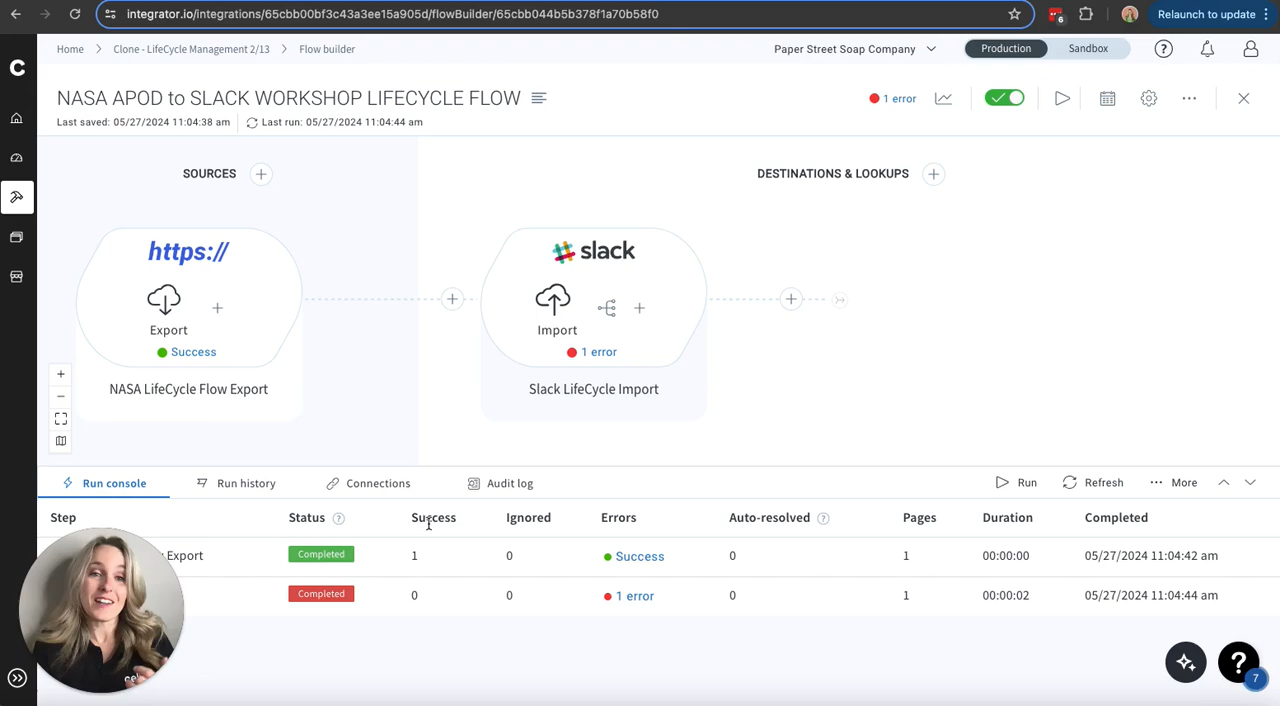 integrator.io/integrations/65cbb00bf3c43a3ee15a905d/flowBuilder/65cbb044b5b378f1a70b58f0
6
Relaunch to update
C
Home
Clone - LifeCycle Management 2/13
Flow builder
Paper Street Soap Company
Production
Sandbox
?
NASA APOD to SLACK WORKSHOP LIFECYCLE FLOW
1 error
Last saved: 05/27/2024 11:04:38 am
Last run: 05/27/2024 11:04:44 am
SOURCES
DESTINATIONS & LOOKUPS
https://
slack
Export
Import
Success
1 error
NASA LifeCycle Flow Export
Slack LifeCycle Import
Run console
Run history
Connections
Audit log
Run
Refresh
More
Step Status ? Success Ignored Errors Auto-resolved ? Pages Duration Completed
Export Completed 1 0 Success 0 1 00:00:00 05/27/2024 11:04:42 am
Completed 0 0 1 error 0 1 00:00:02 05/27/2024 11:04:44 am
?
7